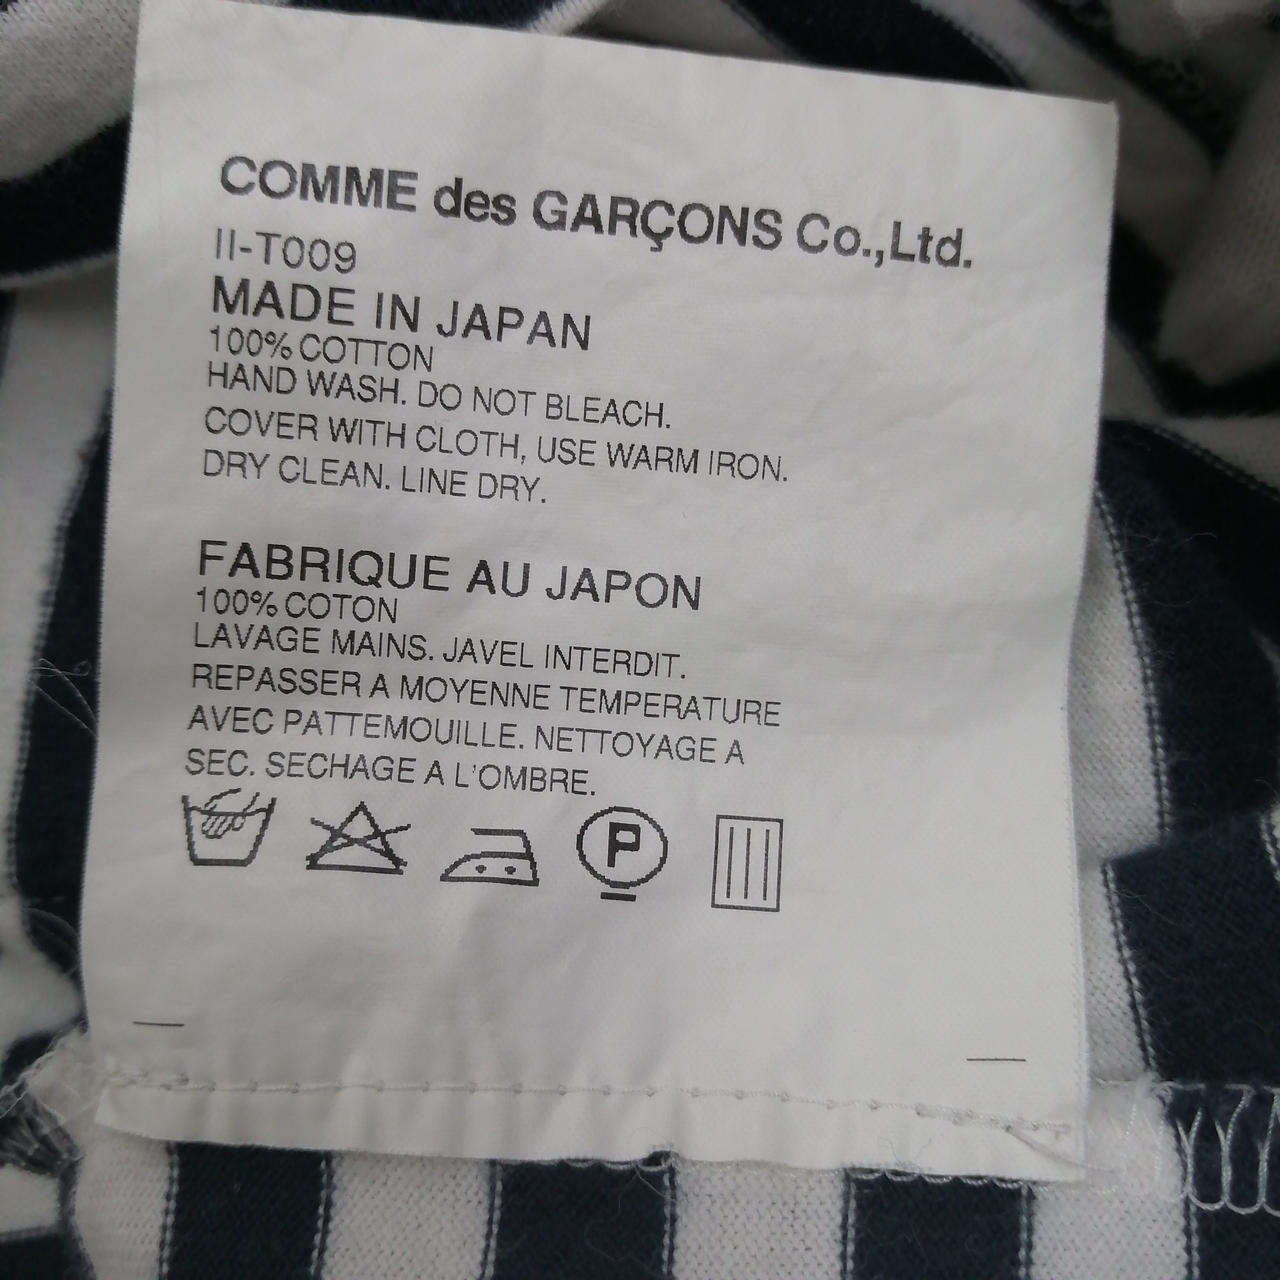 COMME des GARÇONS Co.,Ltd.
II-T009
MADE IN JAPAN
100% COTTON
HAND WASH. DO NOT BLEACH.
COVER WITH CLOTH, USE WARM IRON.
DRY CLEAN. LINE DRY.
FABRIQUE AU JAPON
100% COTON
LAVAGE MAINS. JAVEL INTERDIT.
REPASSER A MOYENNE TEMPERATURE
AVEC PATTEMOUILLE. NETTOYAGE A
SEC. SECHAGE A L'OMBRE.
P